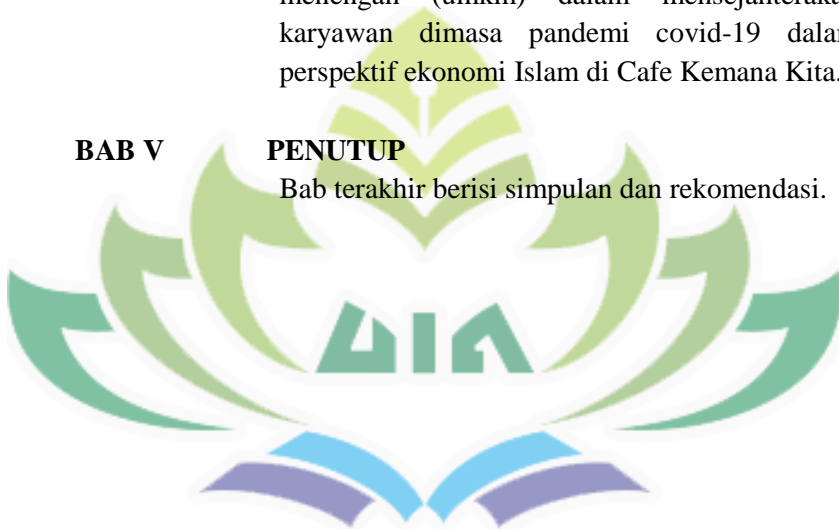 menengah (umkm) dalam mensejahteraka
karyawan dimasa pandemi covid-19 dalam
perspektif ekonomi Islam di Cafe Kemana Kita.
BAB V PENUTUP
Bab terakhir berisi simpulan dan rekomendasi.
UIN